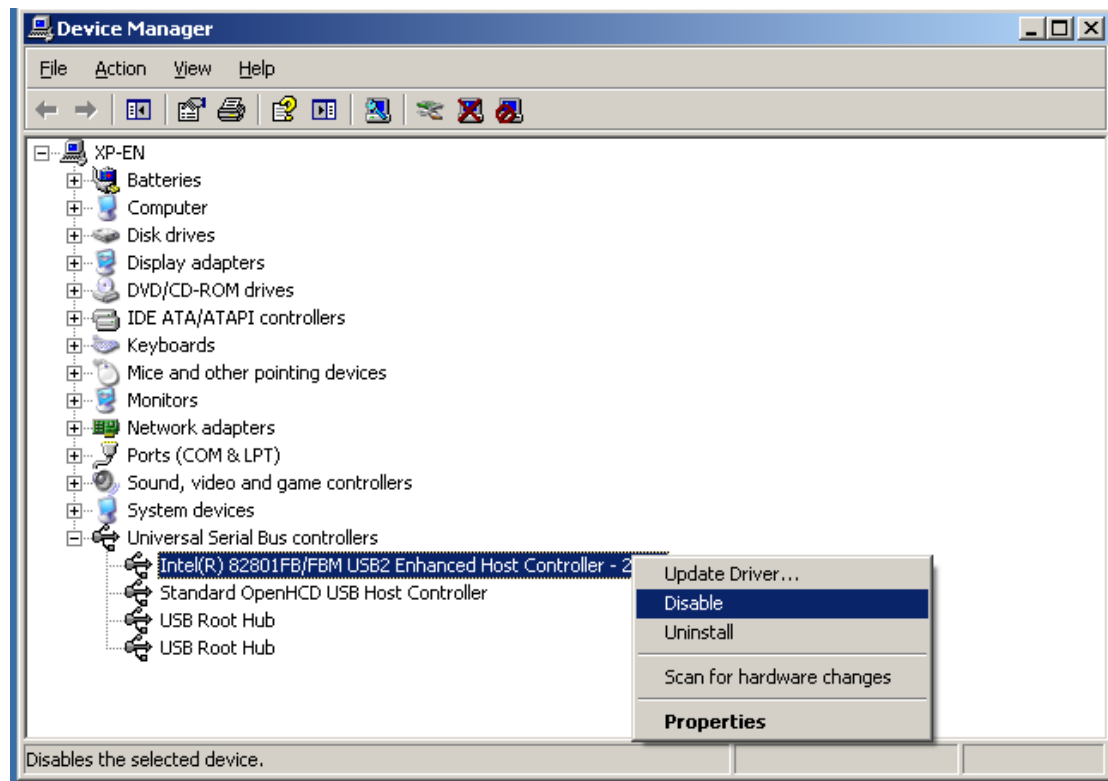 Device Manager
File Action View Help
XP-EN
Batteries
Computer
Disk drives
Display adapters
DVD/CD-ROM drives
IDE ATA/ATAPI controllers
Keyboards
Mice and other pointing devices
Monitors
Network adapters
Ports (COM & LPT)
Sound, video and game controllers
System devices
Universal Serial Bus controllers
Intel(R) 82801FB/FBM USB2 Enhanced Host Controller - 2
Standard OpenHCD USB Host Controller
USB Root Hub
USB Root Hub
Update Driver...
Disable
Uninstall
Scan for hardware changes
Properties
Disables the selected device.